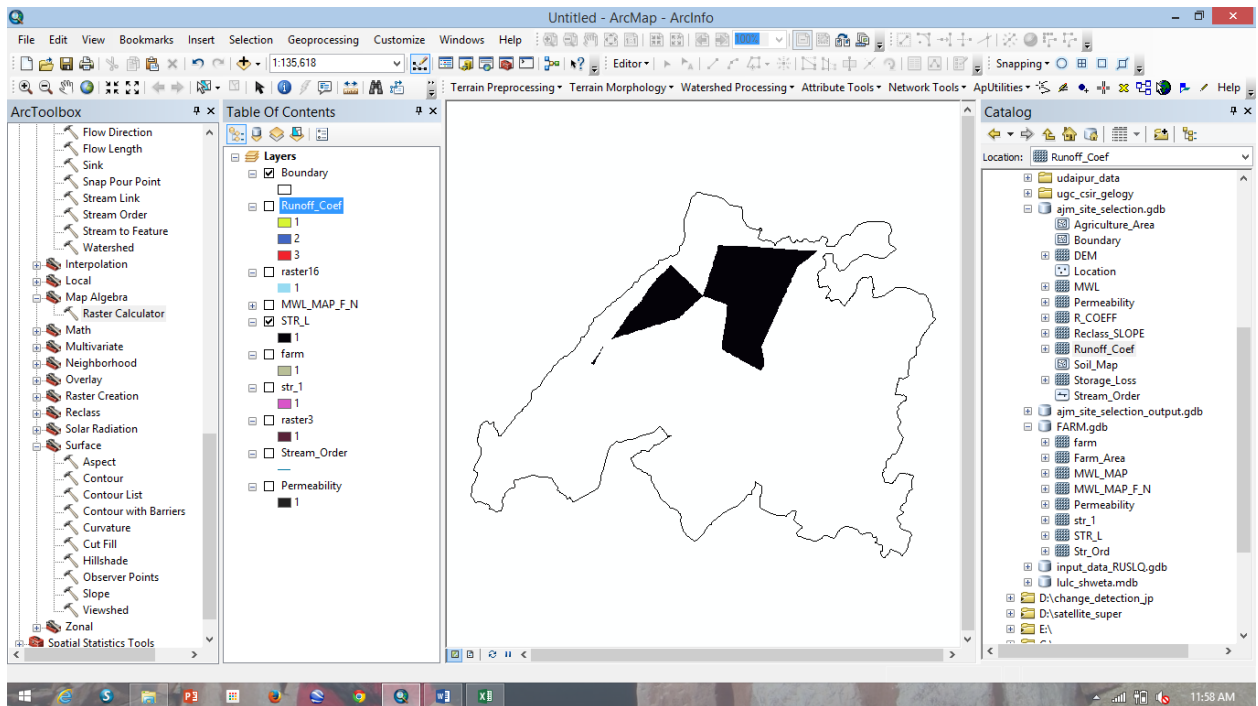 Untitled - ArcMap - ArcInfo
File Edit View Bookmarks Insert Selection Geoprocessing Customize Windows Help 100%
1:135,618 Editor Snapping
Terrain Preprocessing Terrain Morphology Watershed Processing Attribute Tools Network Tools ApUtilities Help
ArcToolbox
Flow Direction
Flow Length
Sink
Snap Pour Point
Stream Link
Stream Order
Stream to Feature
Watershed
Interpolation
Local
Map Algebra
Raster Calculator
Math
Multivariate
Neighborhood
Overlay
Raster Creation
Reclass
Solar Radiation
Surface
Aspect
Contour
Contour List
Contour with Barriers
Curvature
Cut Fill
Hillshade
Observer Points
Slope
Viewshed
Zonal
Spatial Statistics Tools
Table Of Contents
Layers
Boundary
Runoff_Coef
1
2
3
raster16
1
MWL_MAP_F_N
STR_L
1
farm
1
str_1
1
raster3
1
Stream_Order
Permeability
1
Catalog
Location: Runoff_Coef
udaipur_data
ugc_csir_gelogy
ajm_site_selection.gdb
Agriculture_Area
Boundary
DEM
Location
MWL
Permeability
R_COEFF
Reclass_SLOPE
Runoff_Coef
Soil_Map
Storage_Loss
Stream_Order
ajm_site_selection_output.gdb
FARM.gdb
farm
Farm_Area
MWL_MAP
MWL_MAP_F_N
Permeability
str_1
STR_L
Str_Ord
input_data_RUSLQ.gdb
lulc_shweta.mdb
D:\change_detection_jp
D:\satellite_super
E:\
11:58 AM